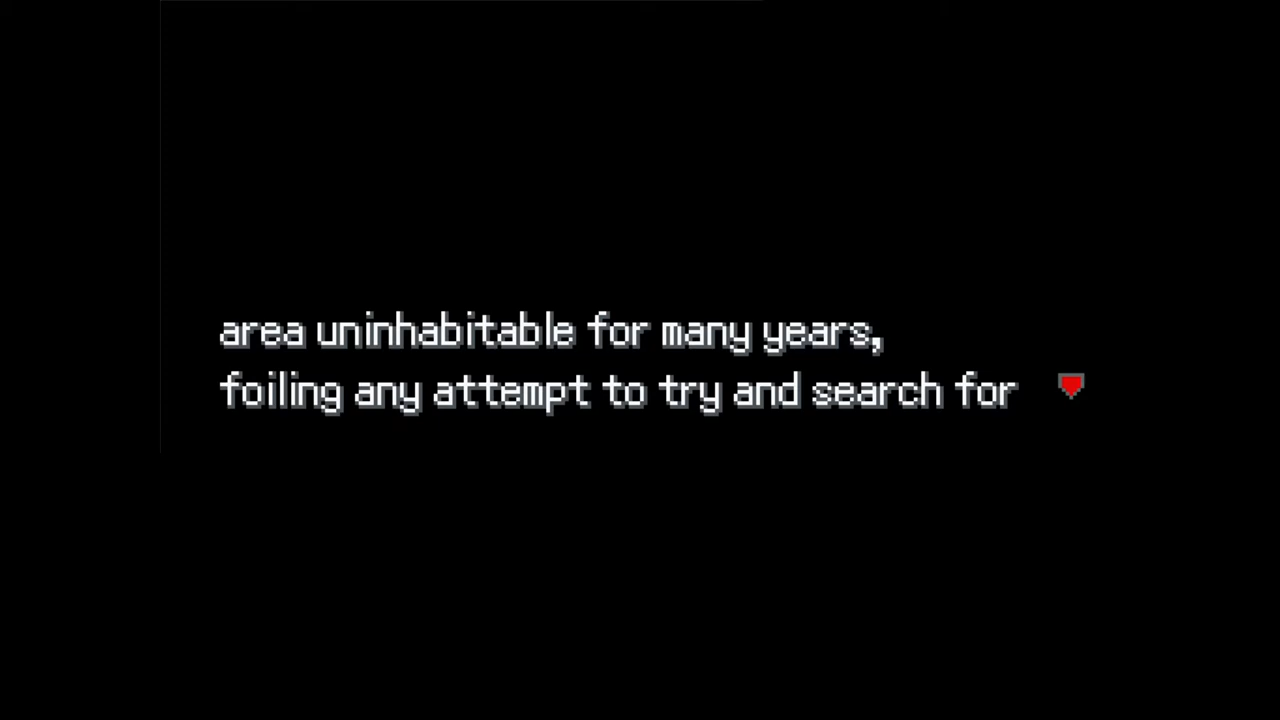 area uninhabitable for many years,
foiling any attempt to try and search for